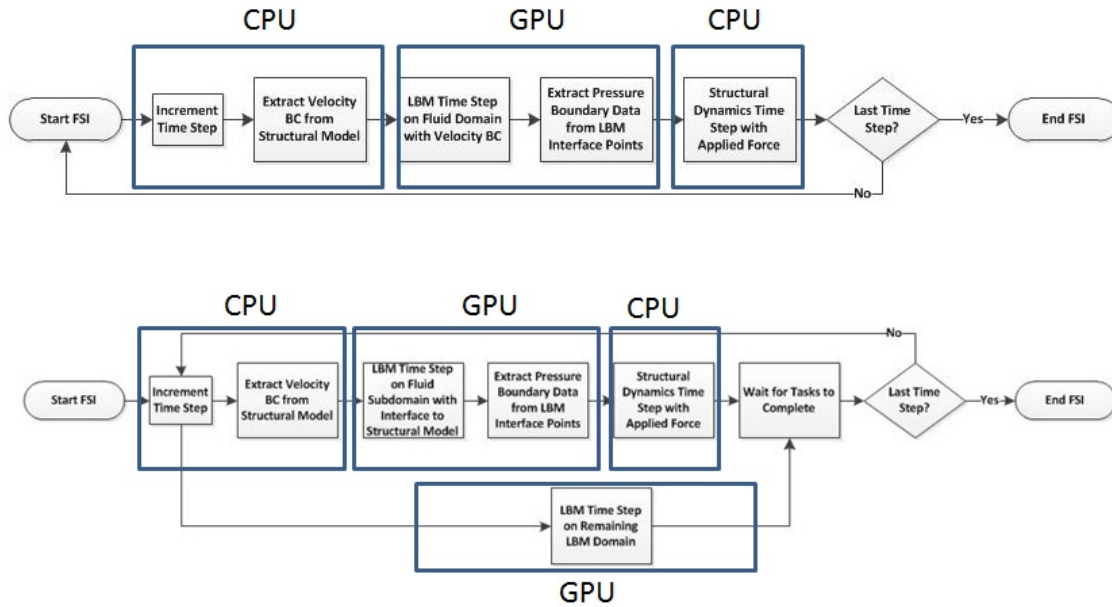 CPU
GPU
CPU
Start FSI
Increment
Time Step
Extract Velocity
BC from
Structural Model
LBM Time Step
on Fluid Domain
with Velocity BC
Extract Pressure
Boundary Data
from LBM
Interface Points
Structural
Dynamics Time
Step with
Applied Force
Last Time
Step?
Yes
End FSI
No
CPU
GPU
CPU
No
Start FSI
Increment
Time Step
Extract Velocity
BC from
Structural Model
LBM Time Step
on Fluid
Subdomain with
Interface to
Structural Model
Extract Pressure
Boundary Data
from LBM
Interface Points
Structural
Dynamics Time
Step with
Applied Force
Wait for Tasks to
Complete
Last Time
Step?
Yes
End FSI
LBM Time Step
on Remaining
LBM Domain
GPU